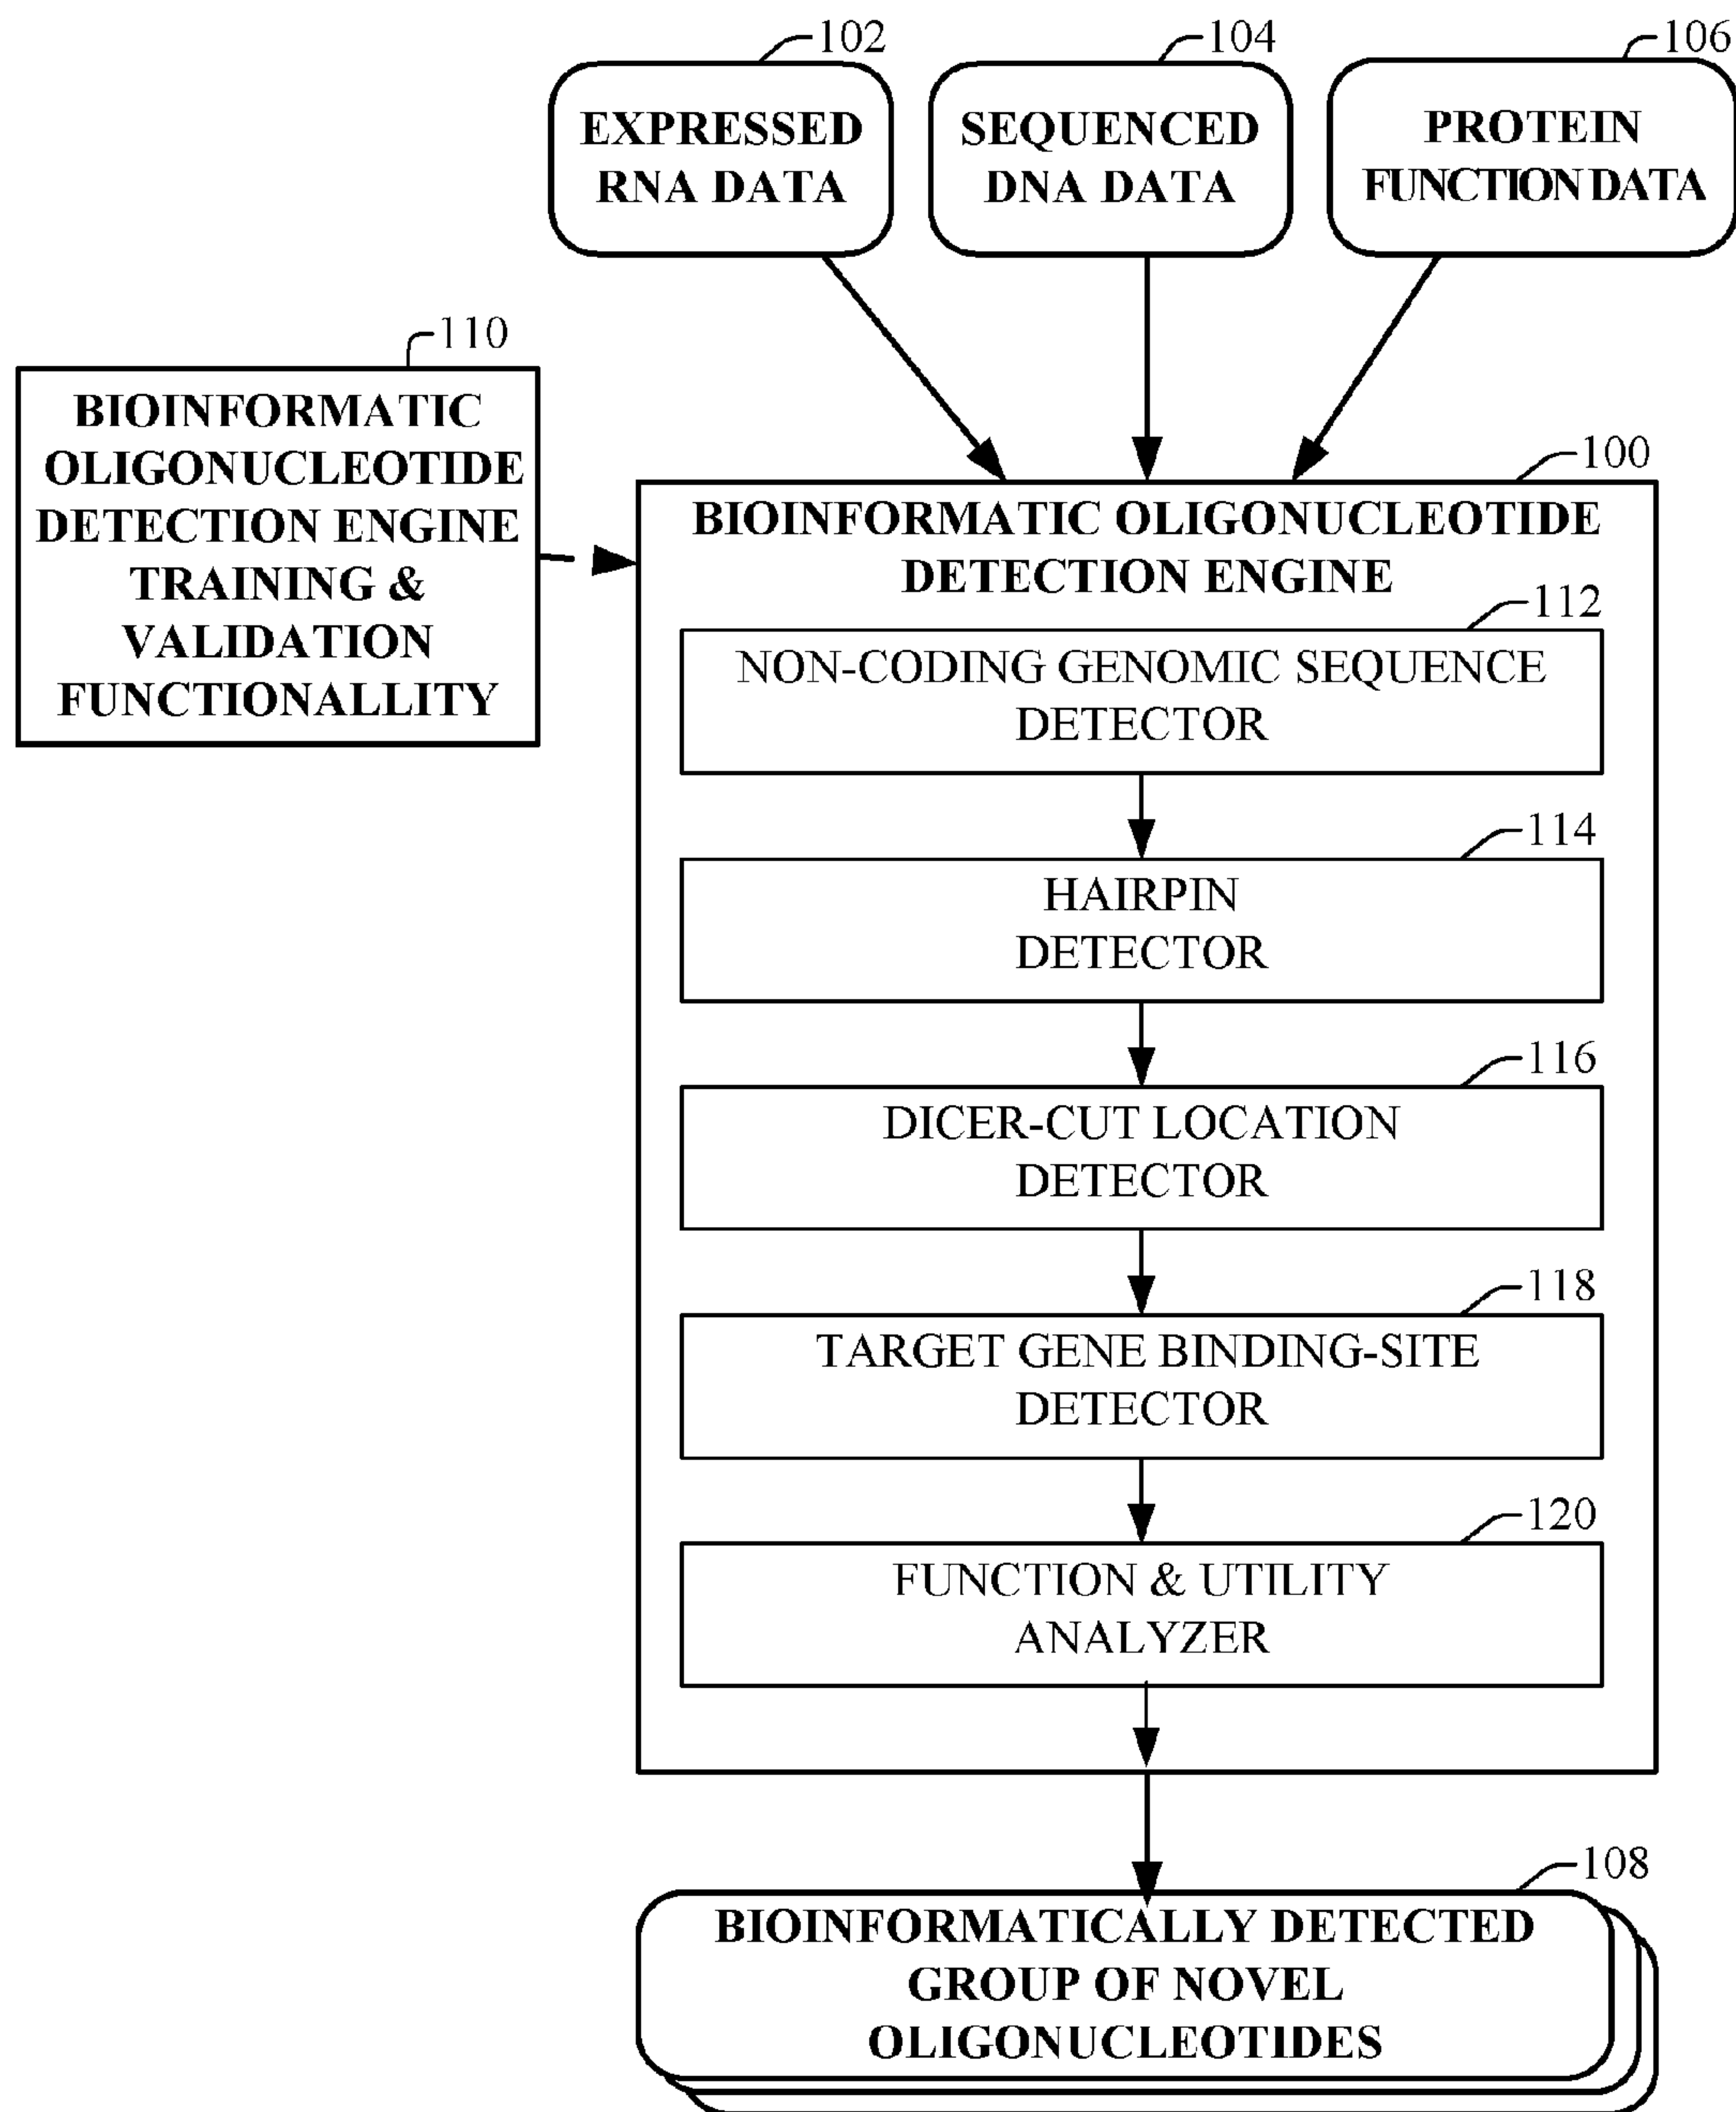 102
104
106
EXPRESSED
RNA DATA
SEQUENCED
DNA DATA
PROTEIN
FUNCTION DATA
110
BIOINFORMATIC
OLIGONUCLEOTIDE
DETECTION ENGINE
TRAINING &
VALIDATION
FUNCTIONALLITY
100
BIOINFORMATIC OLIGONUCLEOTIDE
DETECTION ENGINE
112
NON-CODING GENOMIC SEQUENCE
DETECTOR
114
HAIRPIN
DETECTOR
116
DICER-CUT LOCATION
DETECTOR
118
TARGET GENE BINDING-SITE
DETECTOR
120
FUNCTION & UTILITY
ANALYZER
108
BIOINFORMATICALLY DETECTED
GROUP OF NOVEL
OLIGONUCLEOTIDES